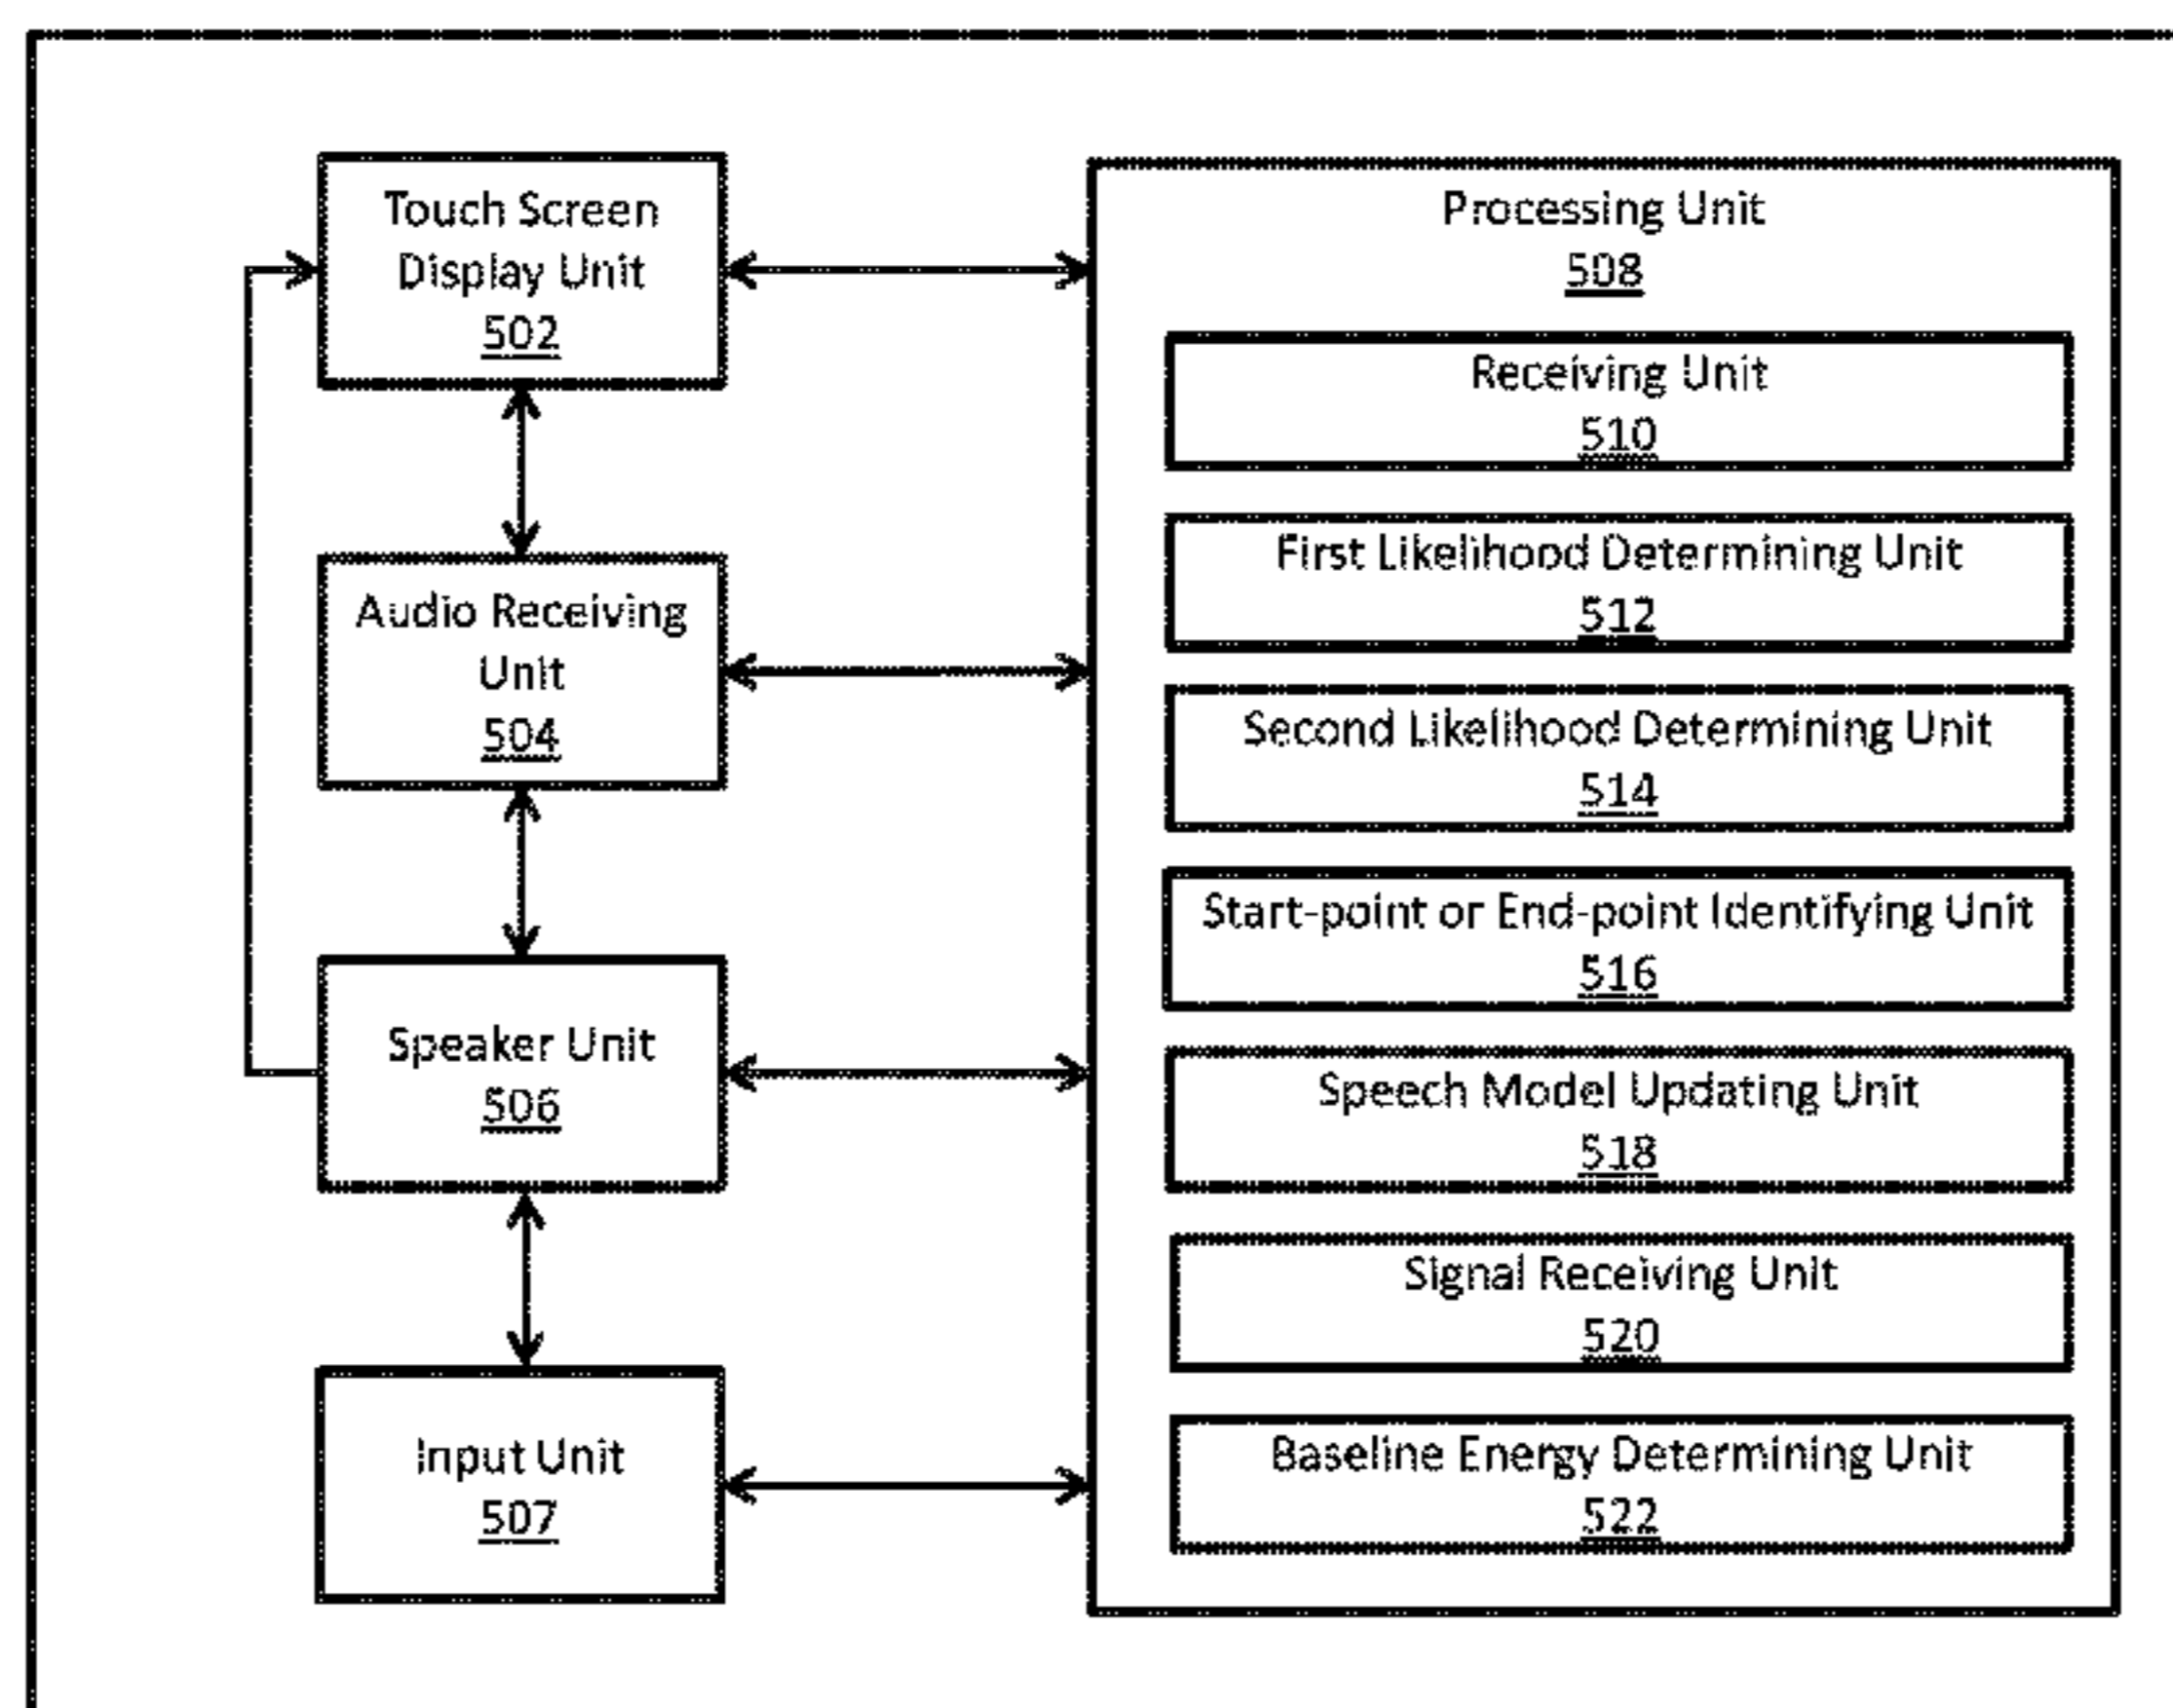 Touch Screen
Display Unit
502
Audio Receiving
Unit
504
Speaker Unit
506
Input Unit
507
Processing Unit
508
Receiving Unit
510
First Likelihood Determining Unit
512
Second Likelihood Determining Unit
514
Start-point or End-point Identifying Unit
516
Speech Model Updating Unit
518
Signal Receiving Unit
520
Baseline Energy Determining Unit
522